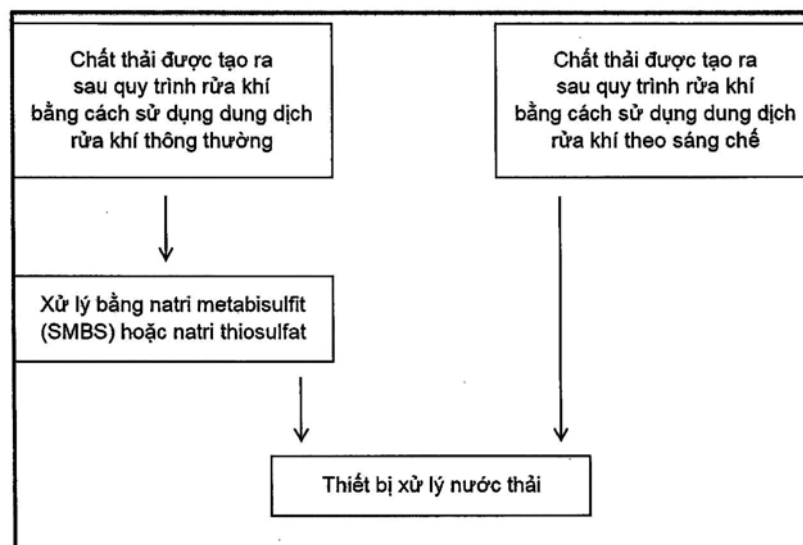 Chất thải được tạo ra
sau quy trình rửa khí
bằng cách sử dụng dung dịch
rửa khí thông thường
Chất thải được tạo ra
sau quy trình rửa khí
bằng cách sử dụng dung dịch
rửa khí theo sáng chế
Xử lý bằng natri metabisulfit
(SMBS) hoặc natri thiosulfat
Thiết bị xử lý nước thải